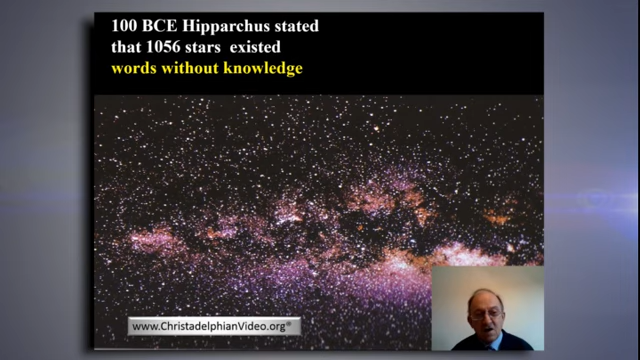 100 BCE Hipparchus stated
that 1056 stars existed
words without knowledge
www.ChristadelphianVideo.org®